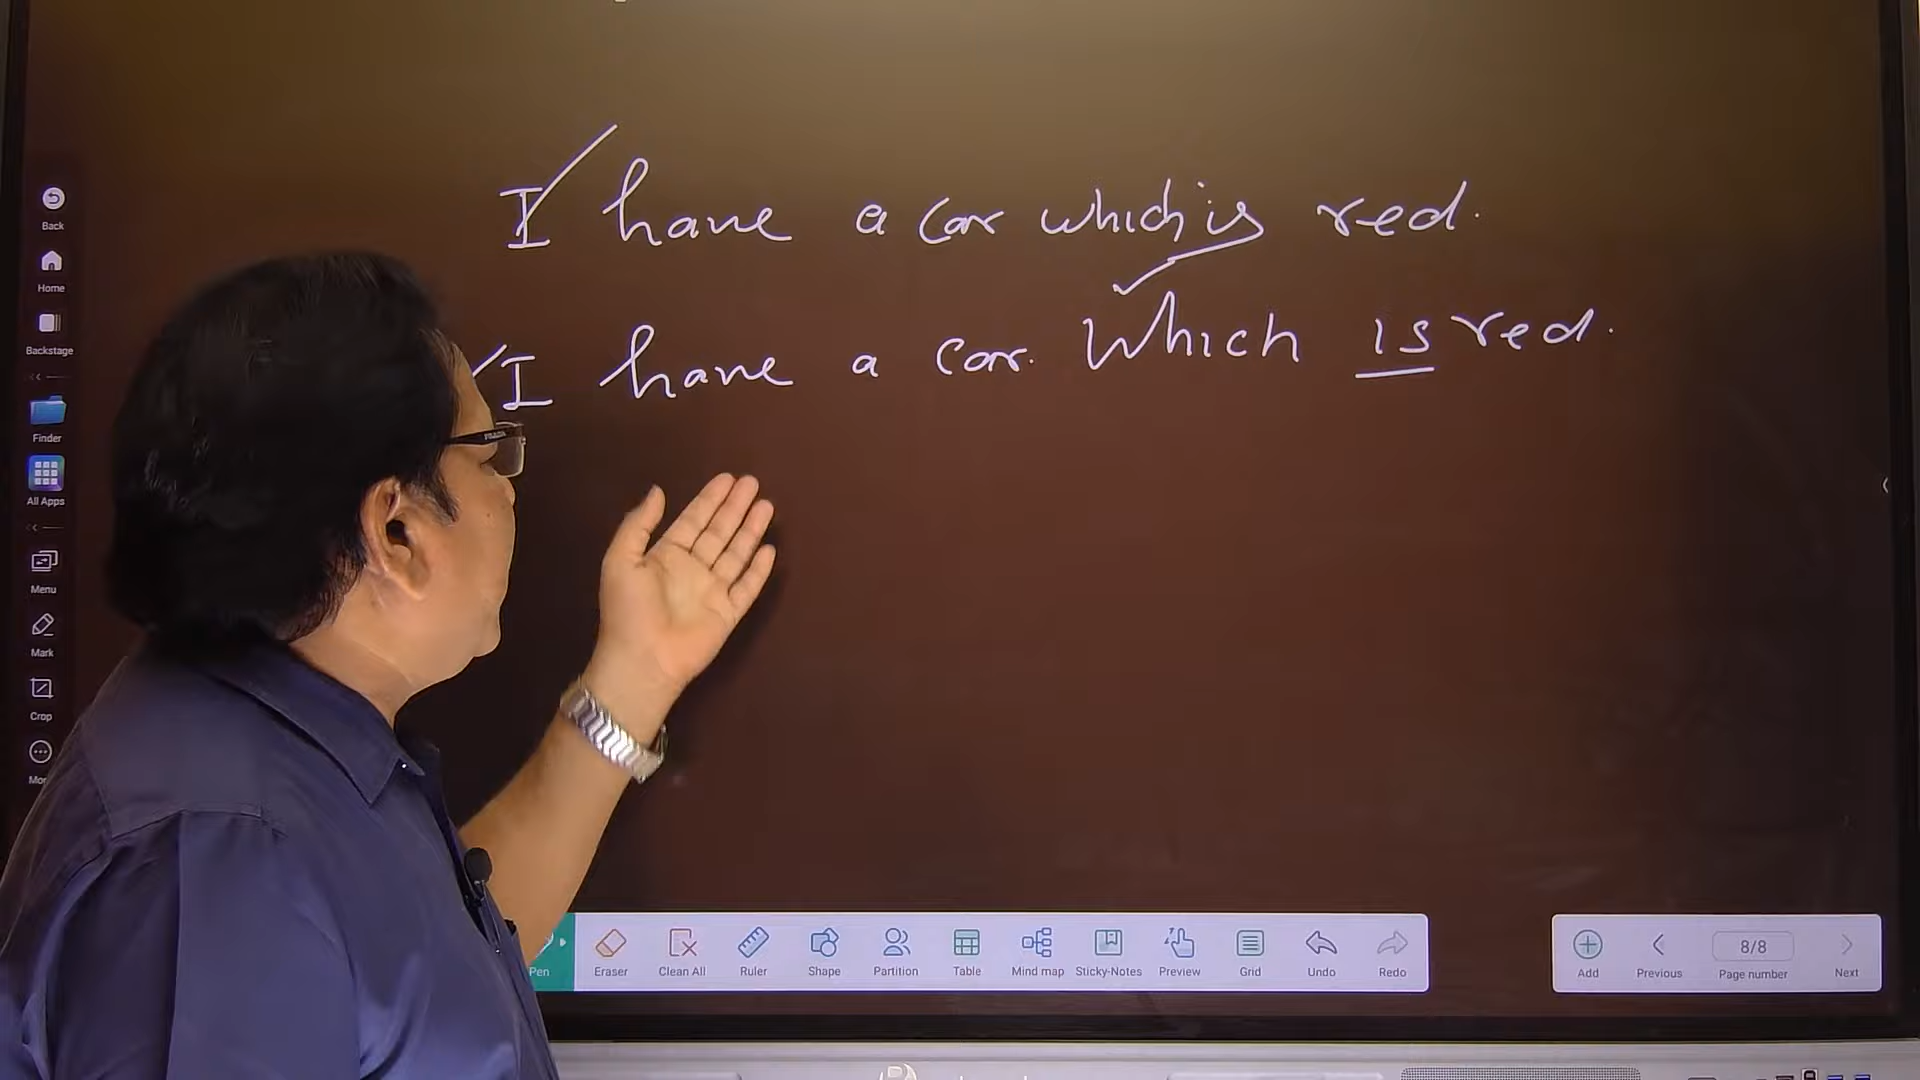 I have a car which is red.
I have a car. Which is red.
Back
Home
Backstage
Finder
All Apps
Menu
Mark
Crop
PRADA
Pen
Eraser
Clean All
Ruler
Shape
Partition
Table
Mind map
Sticky-Notes
Preview
Grid
Undo
Redo
Add
Previous
8/8
Page number
Next